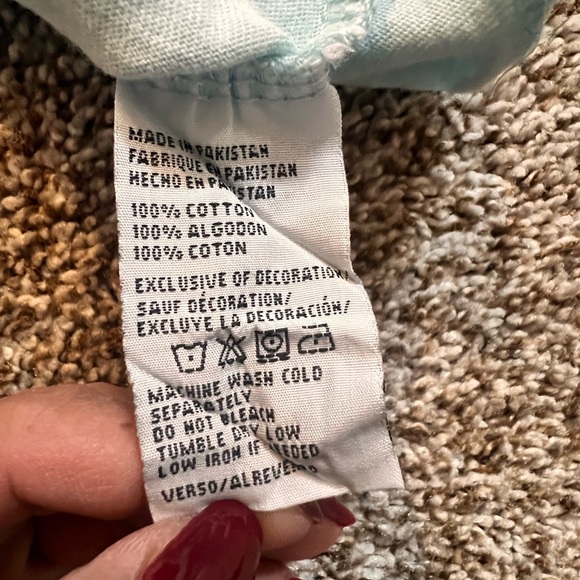 MADE IN PAKISTAN
FABRIQUE EN PAKISTAN
HECHO EN PAKISTAN
100% COTTON
100% ALGODON
100% COTON
EXCLUSIVE OF DECORATION/
SAUF DÉCORATION/
EXCLUYE LA DECORACIÓN/
MACHINE WASH COLD
SEPARATELY
DO NOT BLEACH
TUMBLE DRY LOW
LOW IRON IF NEEDED
VERSO/ALREVERSO